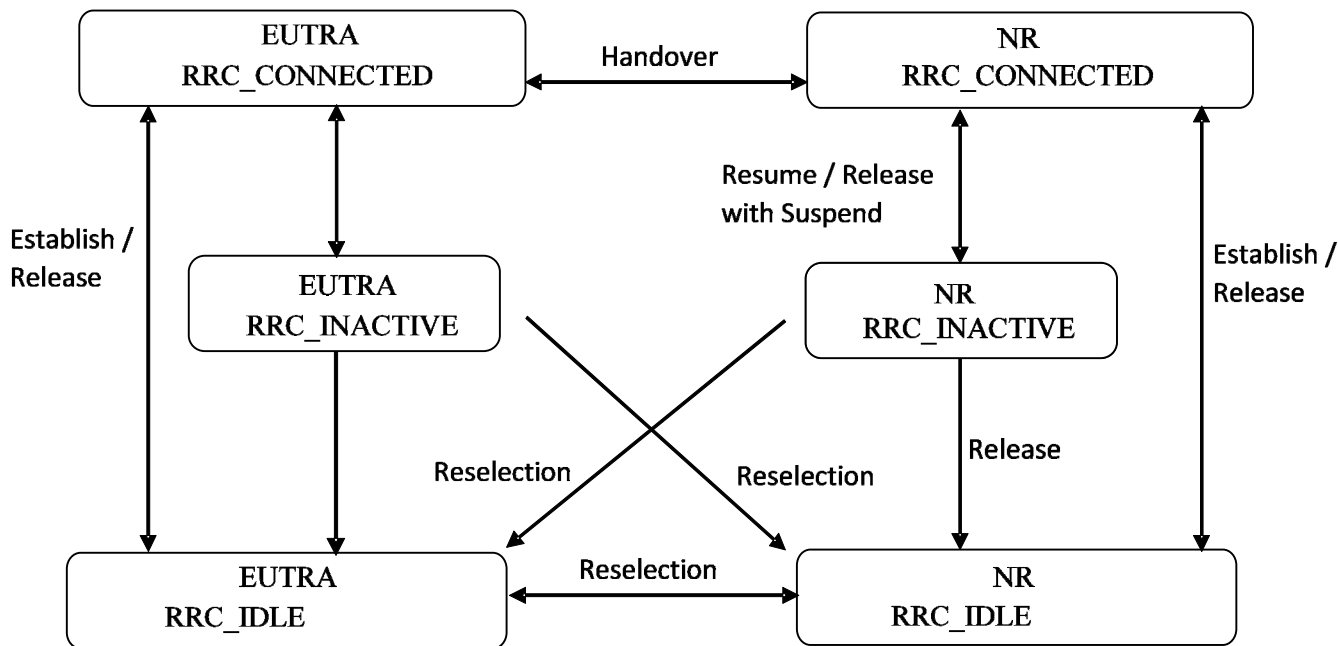 EUTRA
RRC_CONNECTED
Handover
NR
RRC_CONNECTED
Establish /
Release
Resume / Release
with Suspend
Establish /
Release
EUTRA
RRC_INACTIVE
NR
RRC_INACTIVE
Reselection
Reselection
Release
EUTRA
RRC_IDLE
Reselection
NR
RRC_IDLE